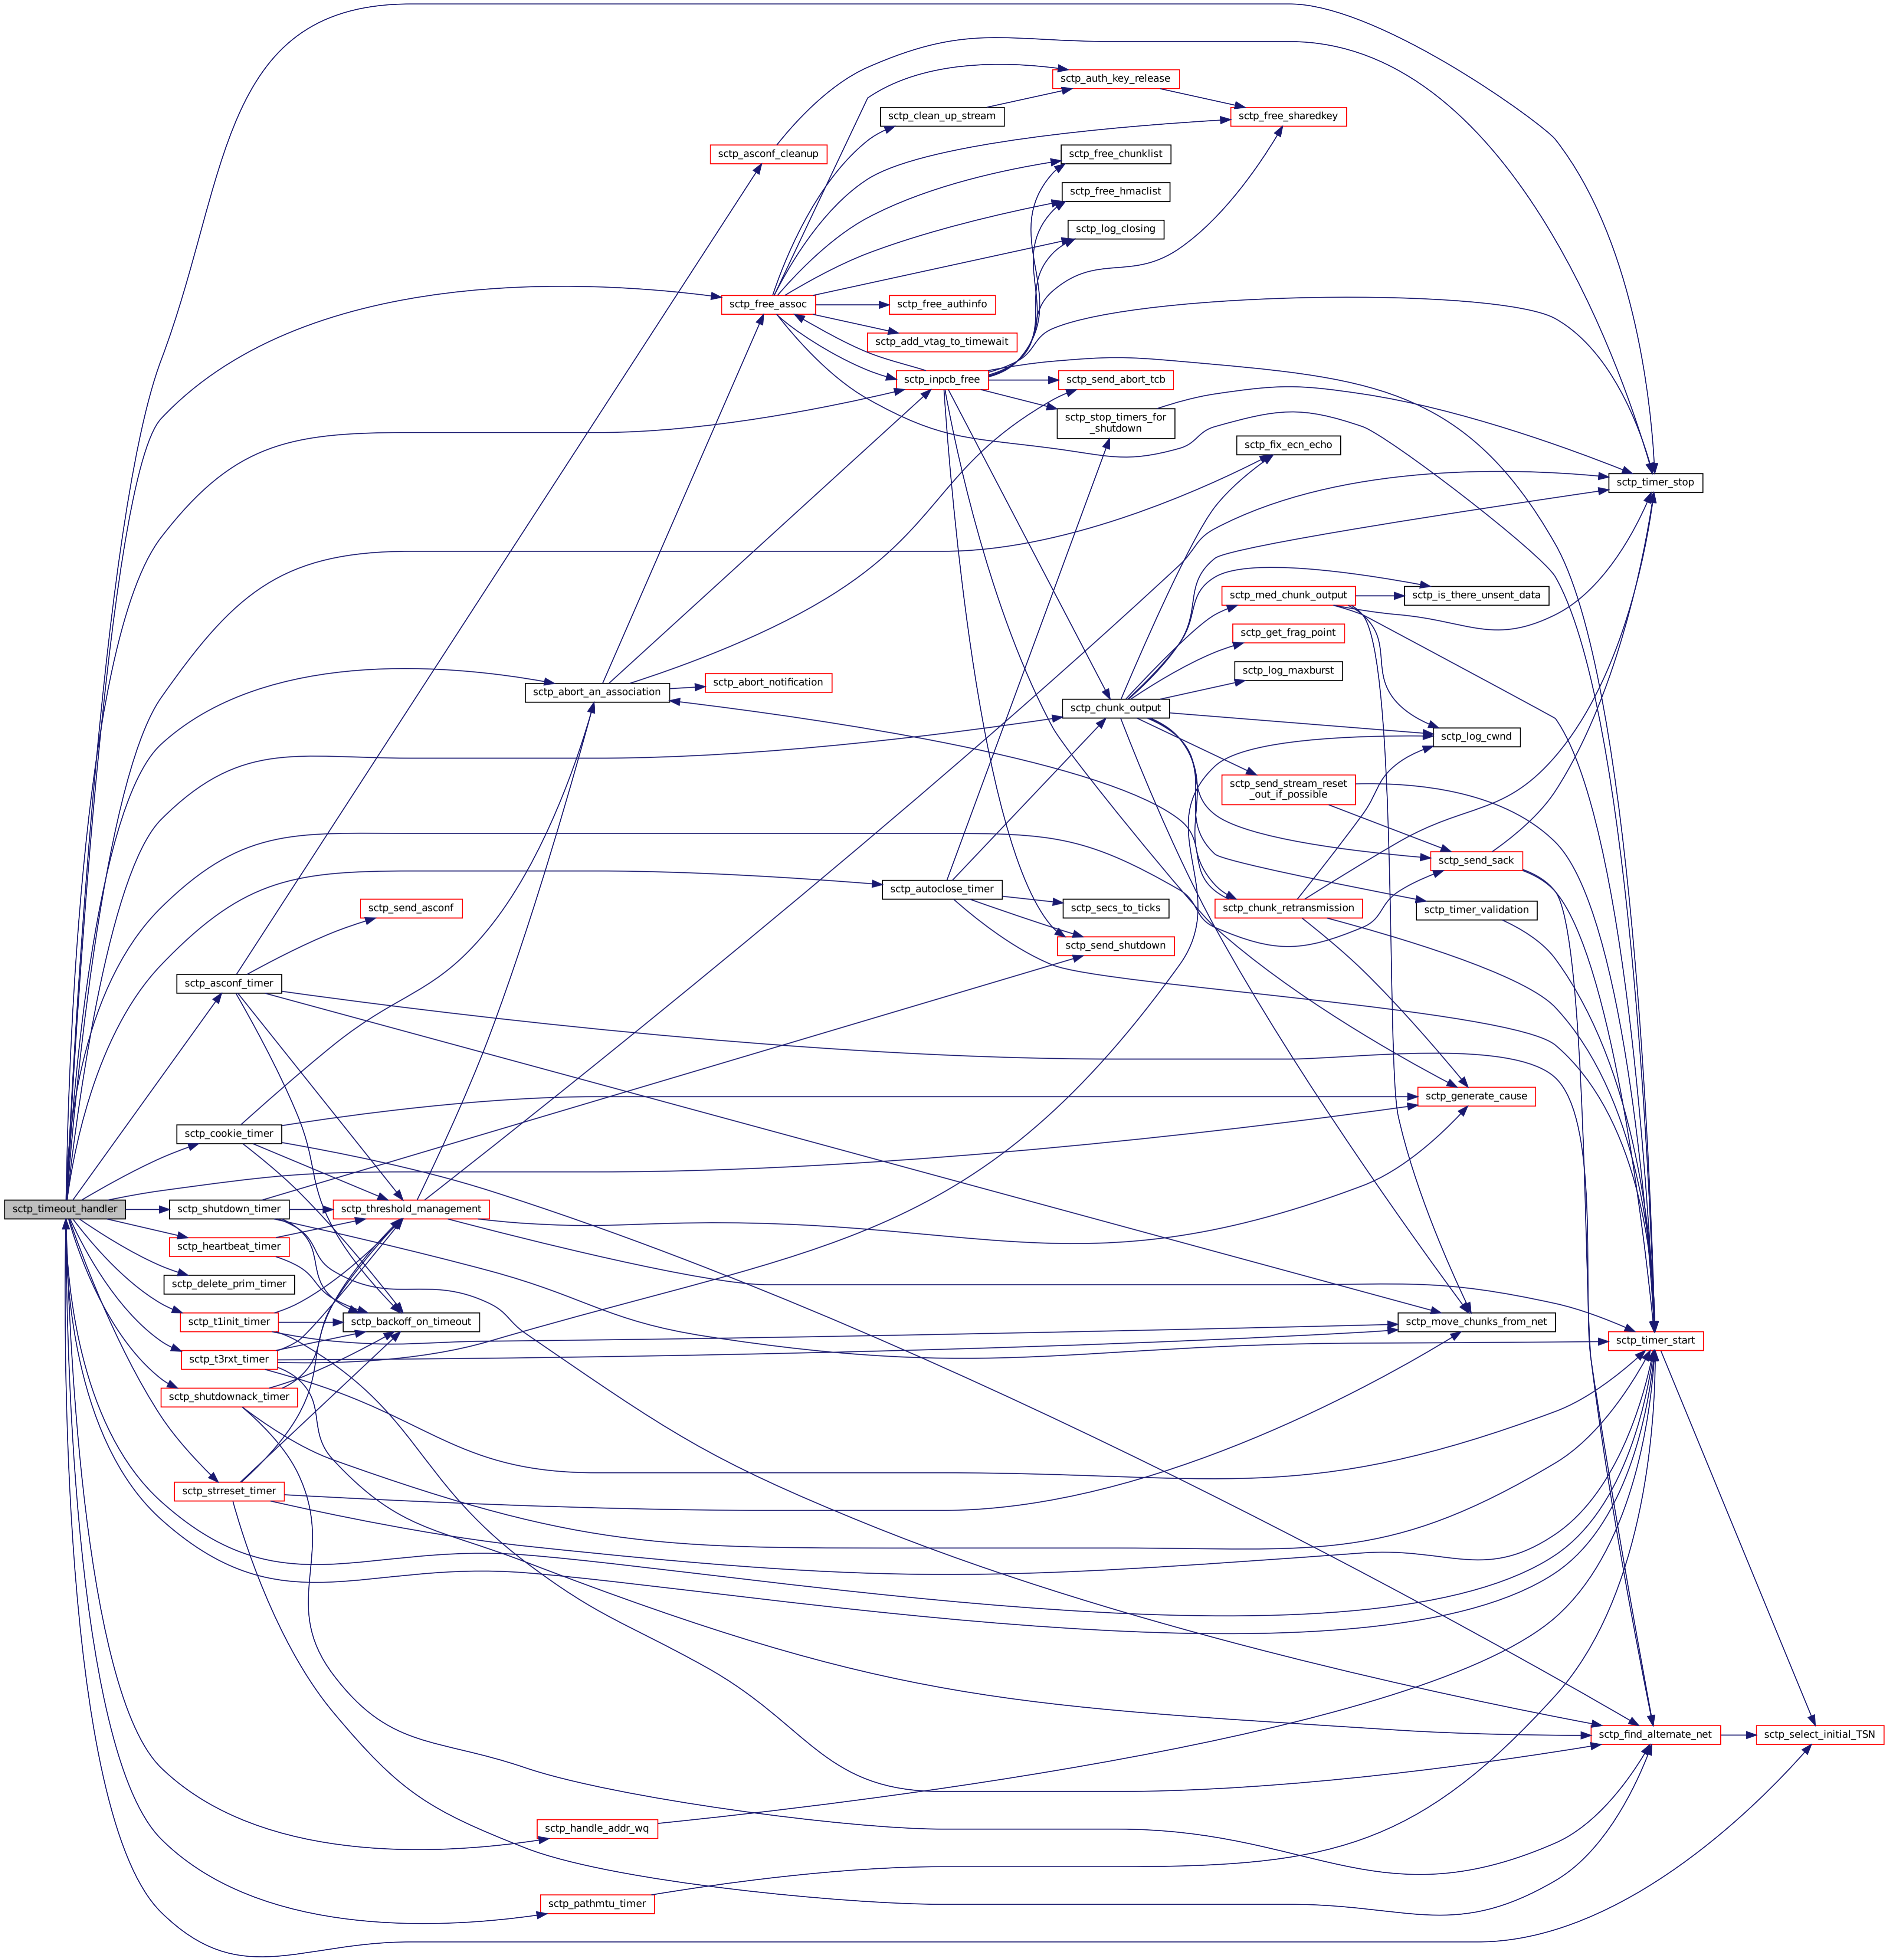 sctp_auth_key_release
sctp_clean_up_stream
sctp_free_sharedkey
sctp_asconf_cleanup
sctp_free_chunklist
sctp_free_hmaclist
sctp_log_closing
sctp_free_assoc
sctp_free_authinfo
sctp_add_vtag_to_timewait
sctp_inpcb_free
sctp_send_abort_tcb
sctp_stop_timers_for
_shutdown
sctp_fix_ecn_echo
sctp_timer_stop
sctp_med_chunk_output
sctp_is_there_unsent_data
sctp_get_frag_point
sctp_log_maxburst
sctp_abort_notification
sctp_abort_an_association
sctp_chunk_output
sctp_log_cwnd
sctp_send_stream_reset
_out_if_possible
sctp_send_sack
sctp_autoclose_timer
sctp_secs_to_ticks
sctp_chunk_retransmission
sctp_timer_validation
sctp_send_asconf
sctp_send_shutdown
sctp_asconf_timer
sctp_generate_cause
sctp_cookie_timer
sctp_timeout_handler
sctp_shutdown_timer
sctp_threshold_management
sctp_heartbeat_timer
sctp_delete_prim_timer
sctp_t1init_timer
sctp_backoff_on_timeout
sctp_move_chunks_from_net
sctp_timer_start
sctp_t3rxt_timer
sctp_shutdownack_timer
sctp_strreset_timer
sctp_find_alternate_net
sctp_select_initial_TSN
sctp_handle_addr_wq
sctp_pathmtu_timer